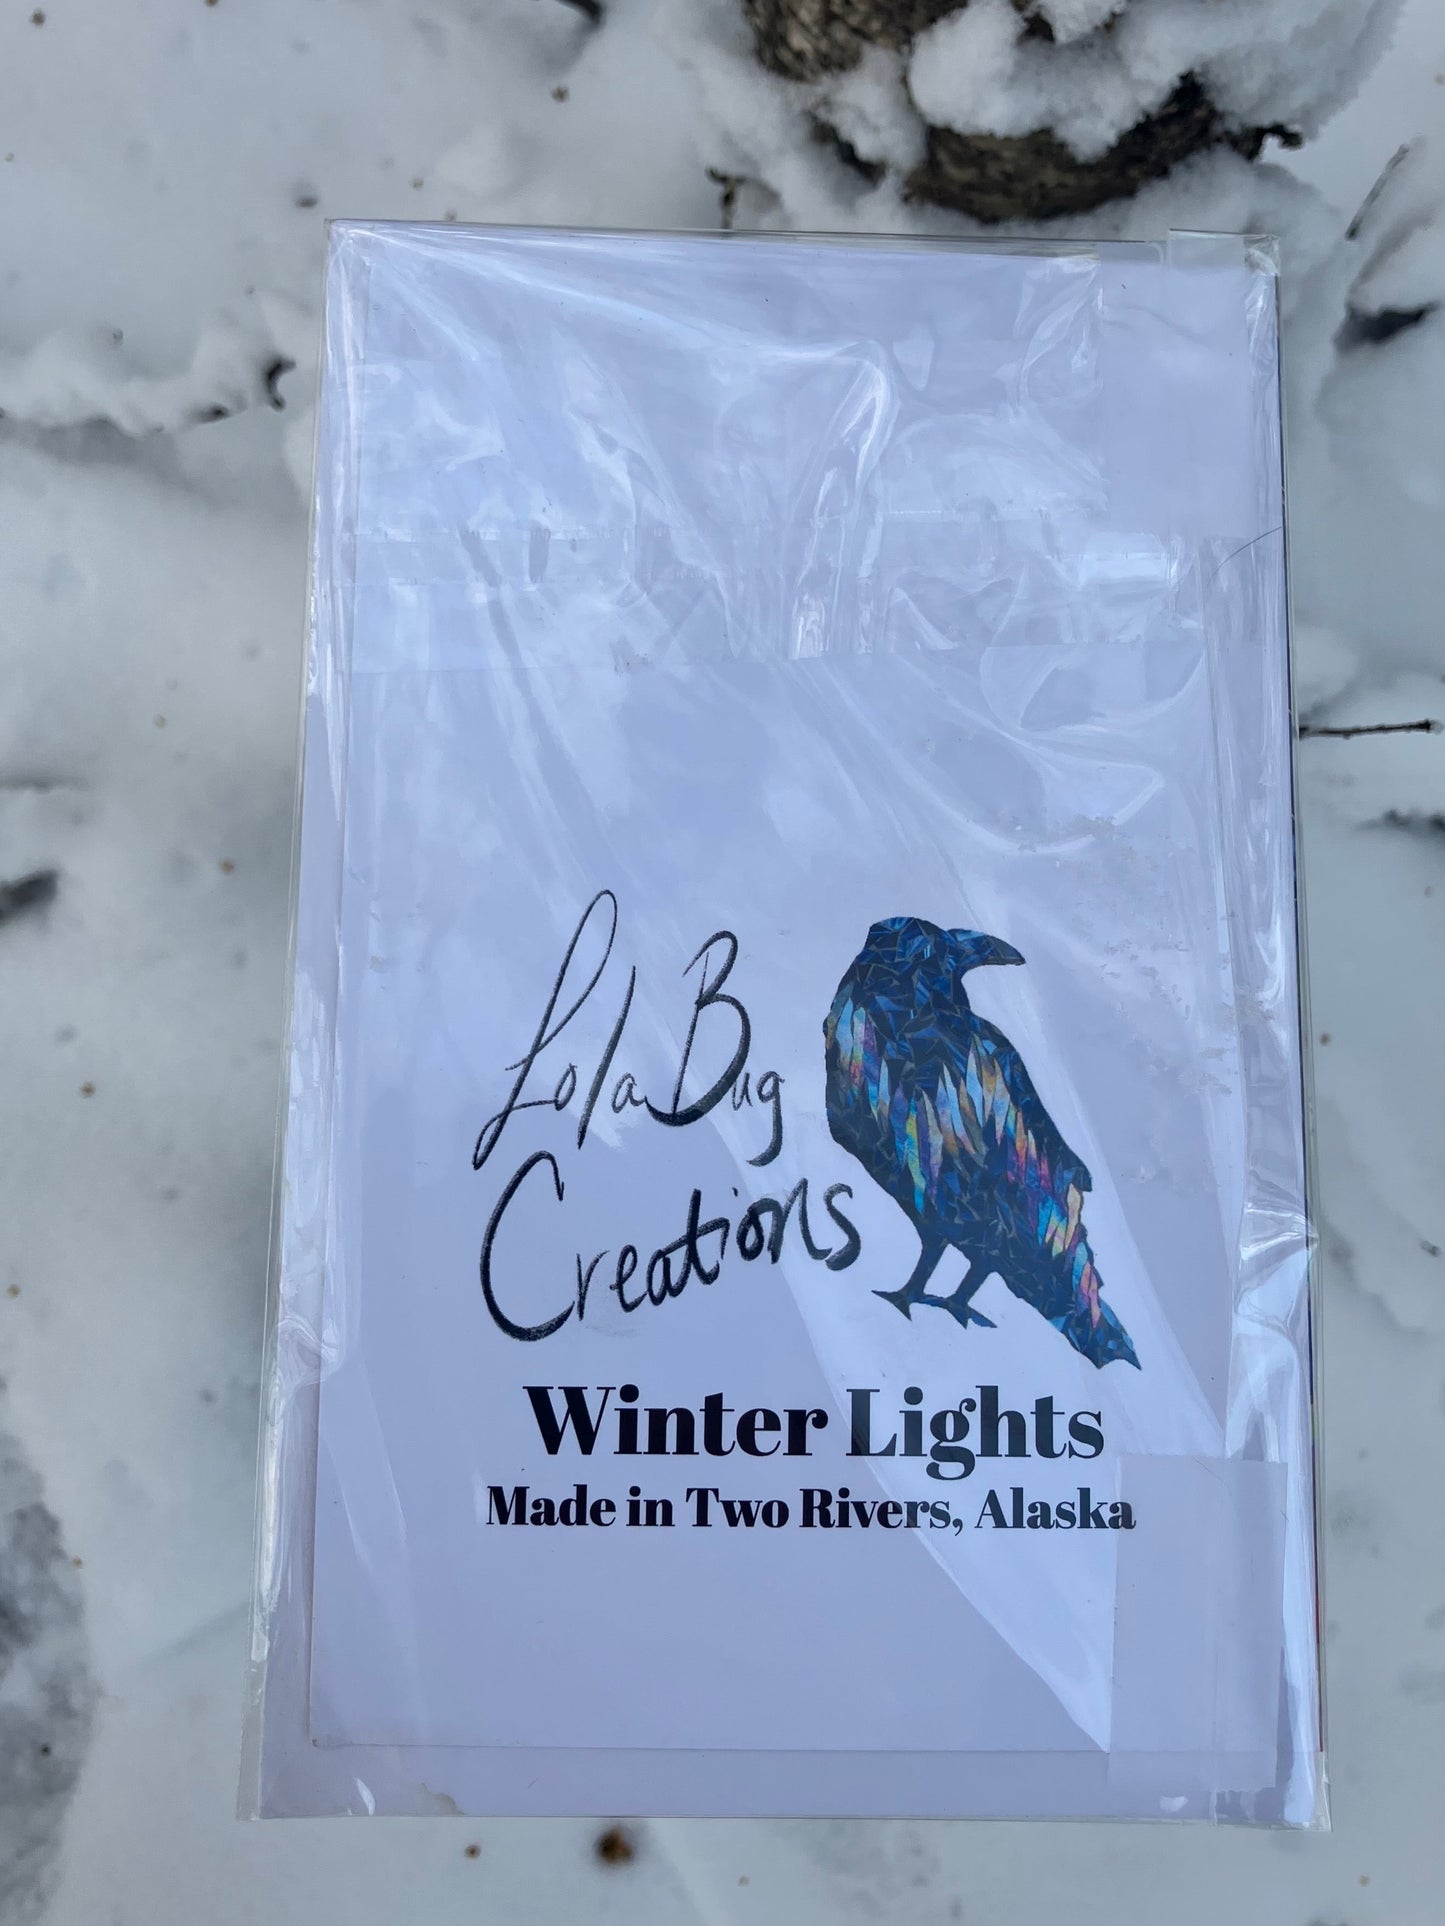 LolaBug
Creations
Winter Lights
Made in Two Rivers, Alaska